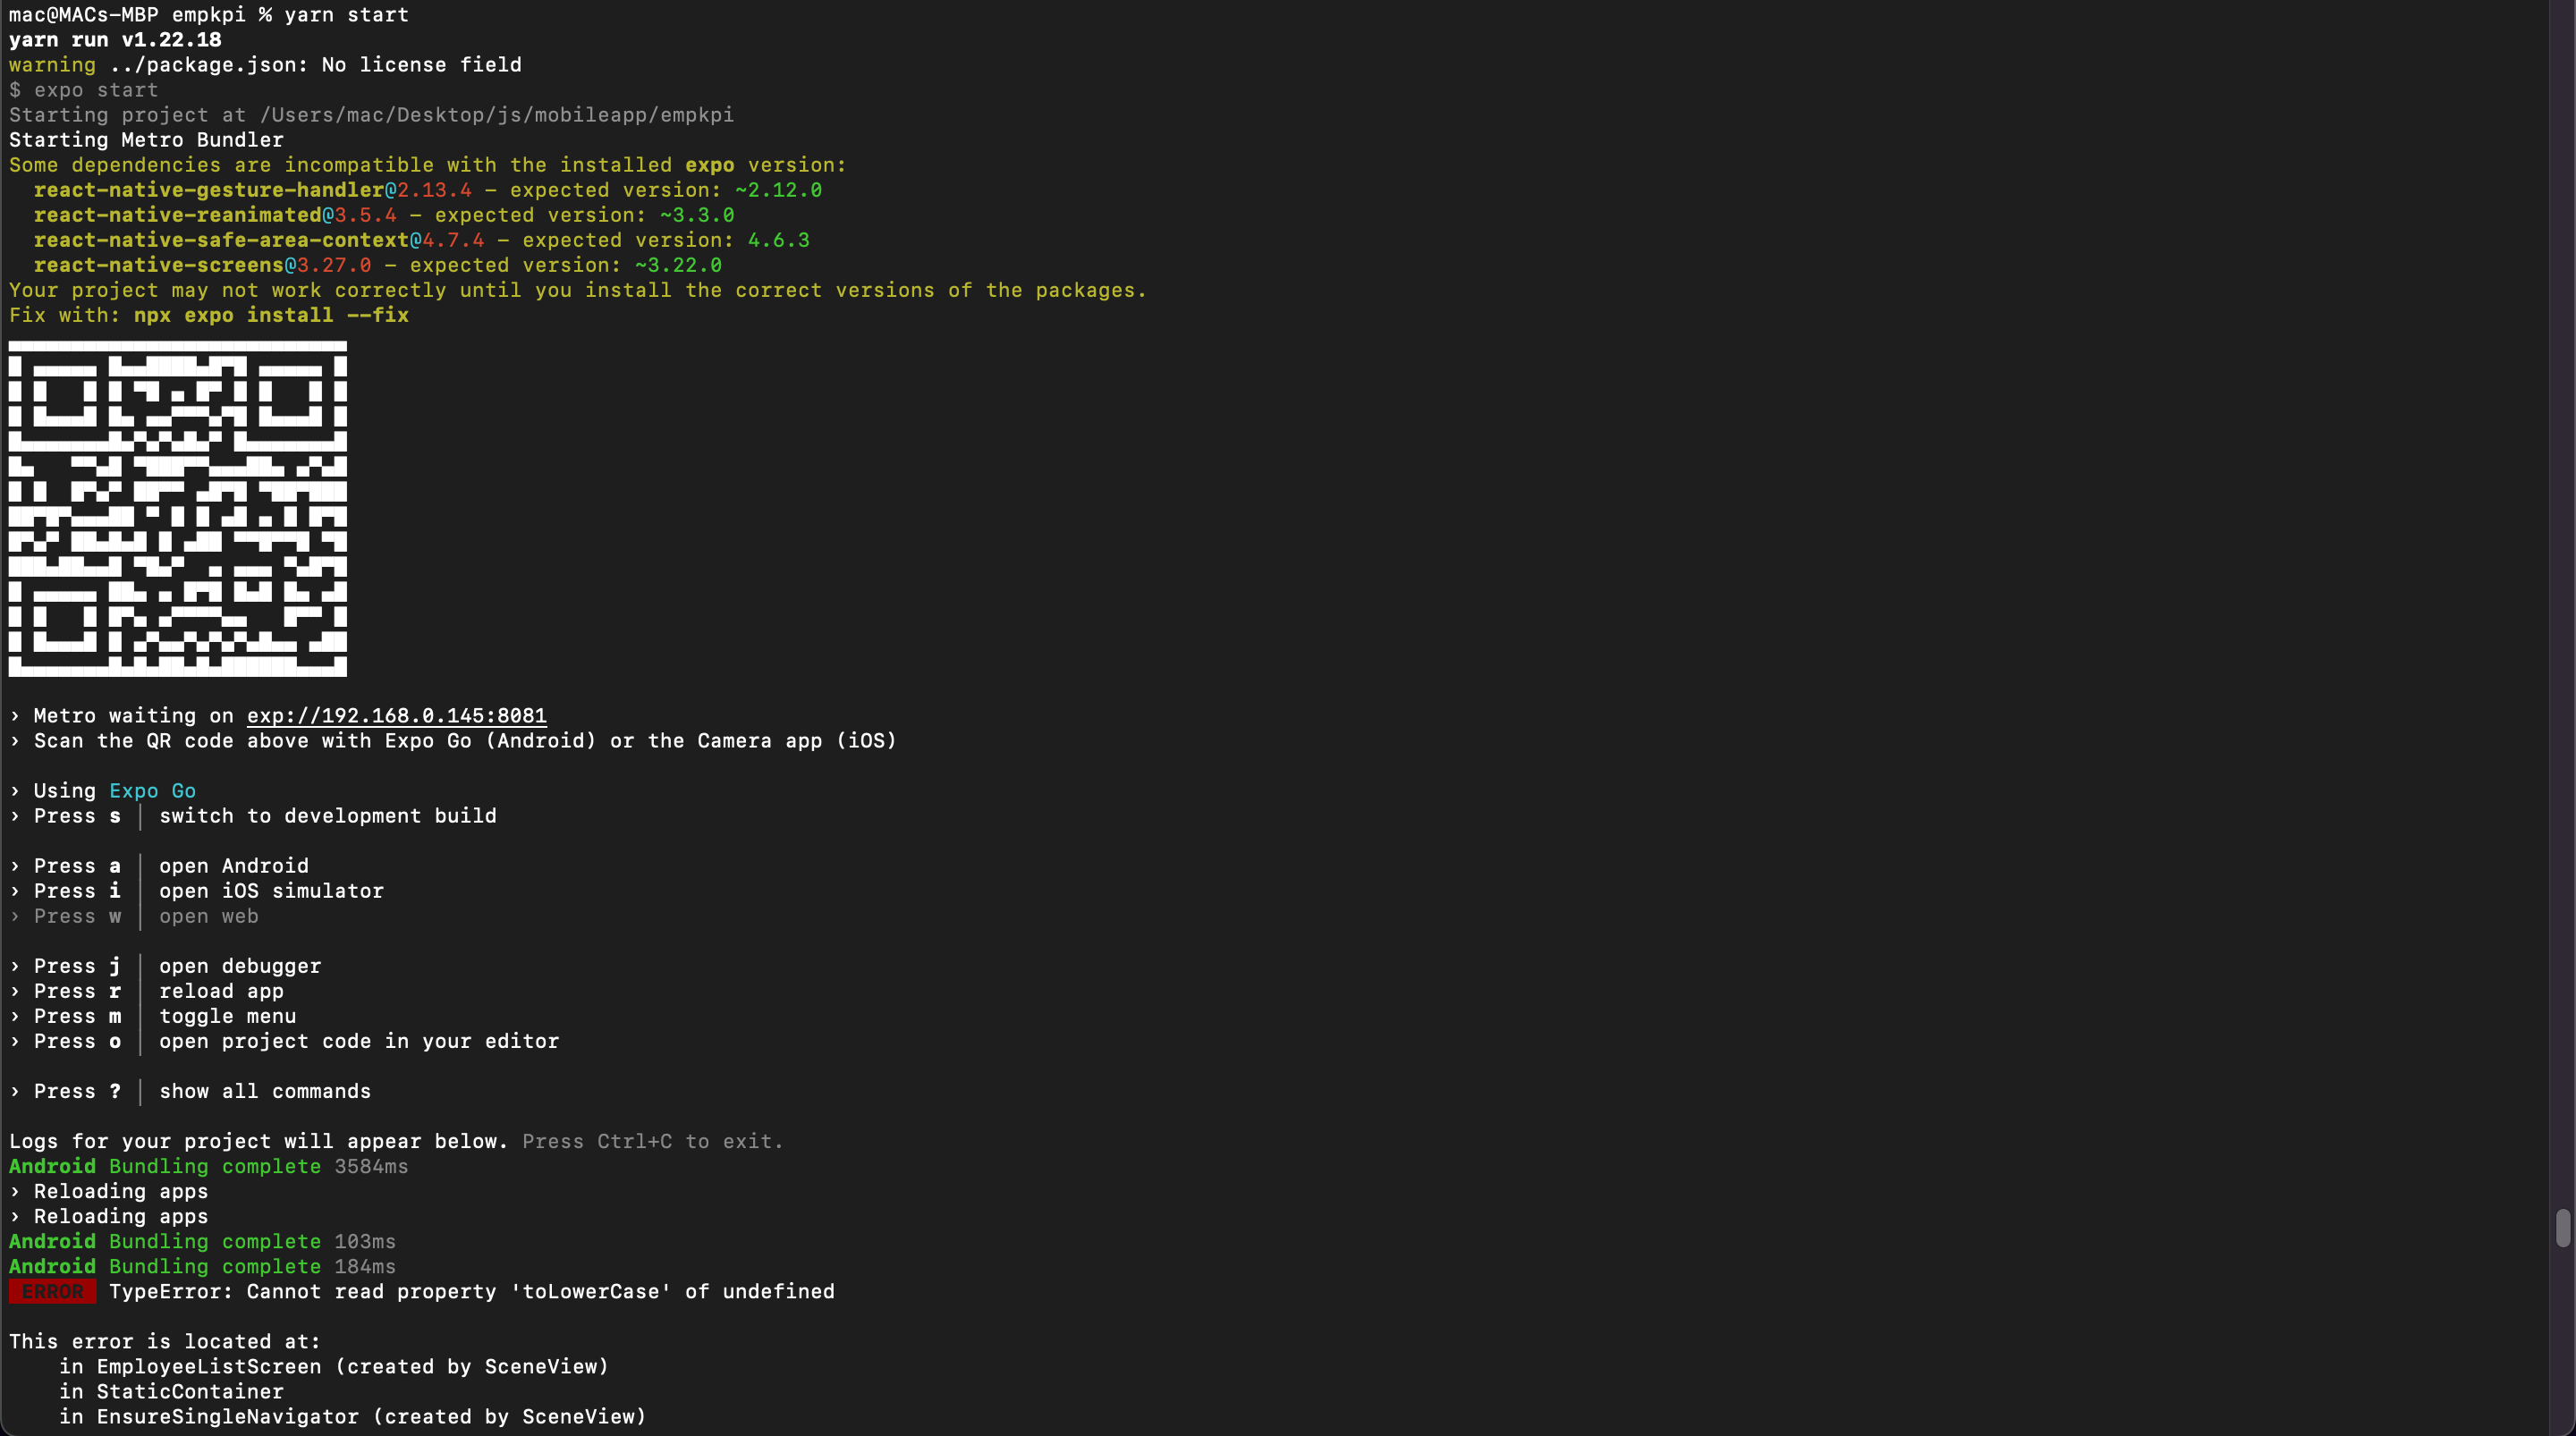 mac@MACs-MBP empkpi % yarn start
yarn run v1.22.18
warning ../package.json: No license field
$ expo start
Starting project at /Users/mac/Desktop/js/mobileapp/empkpi
Starting Metro Bundler
Some dependencies are incompatible with the installed expo version:
  react-native-gesture-handler@2.13.4 – expected version: ~2.12.0
  react-native-reanimated@3.5.4 – expected version: ~3.3.0
  react-native-safe-area-context@4.7.4 – expected version: 4.6.3
  react-native-screens@3.27.0 – expected version: ~3.22.0
Your project may not work correctly until you install the correct versions of the packages.
Fix with: npx expo install --fix
› Metro waiting on exp://192.168.0.145:8081
› Scan the QR code above with Expo Go (Android) or the Camera app (iOS)
› Using Expo Go
› Press s │ switch to development build
› Press a │ open Android
› Press i │ open iOS simulator
› Press w │ open web
› Press j │ open debugger
› Press r │ reload app
› Press m │ toggle menu
› Press o │ open project code in your editor
› Press ? │ show all commands
Logs for your project will appear below. Press Ctrl+C to exit.
Android Bundling complete 3584ms
› Reloading apps
› Reloading apps
Android Bundling complete 103ms
Android Bundling complete 184ms
ERROR TypeError: Cannot read property 'toLowerCase' of undefined
This error is located at:
    in EmployeeListScreen (created by SceneView)
    in StaticContainer
    in EnsureSingleNavigator (created by SceneView)